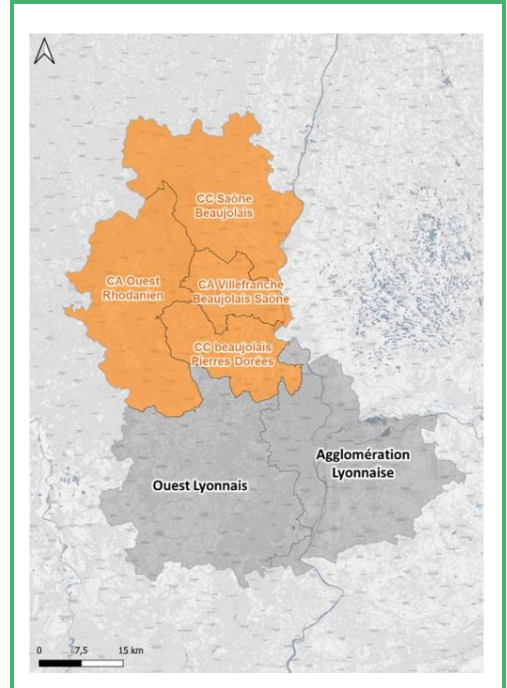 CC Saône
Beaujolais
CA Ouest
Rhodanien
CA Villefranche
Beaujolais Saône
CC beaujolais
Pierres Dorées
Agglomération
Lyonnaise
Ouest Lyonnais
0 7,5 15 km